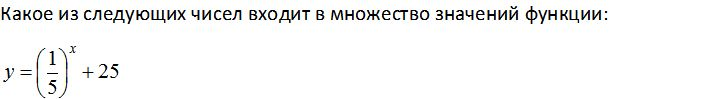 Какое из следующих чисел входит в множество значений функции:
y = (1/5)^x + 25